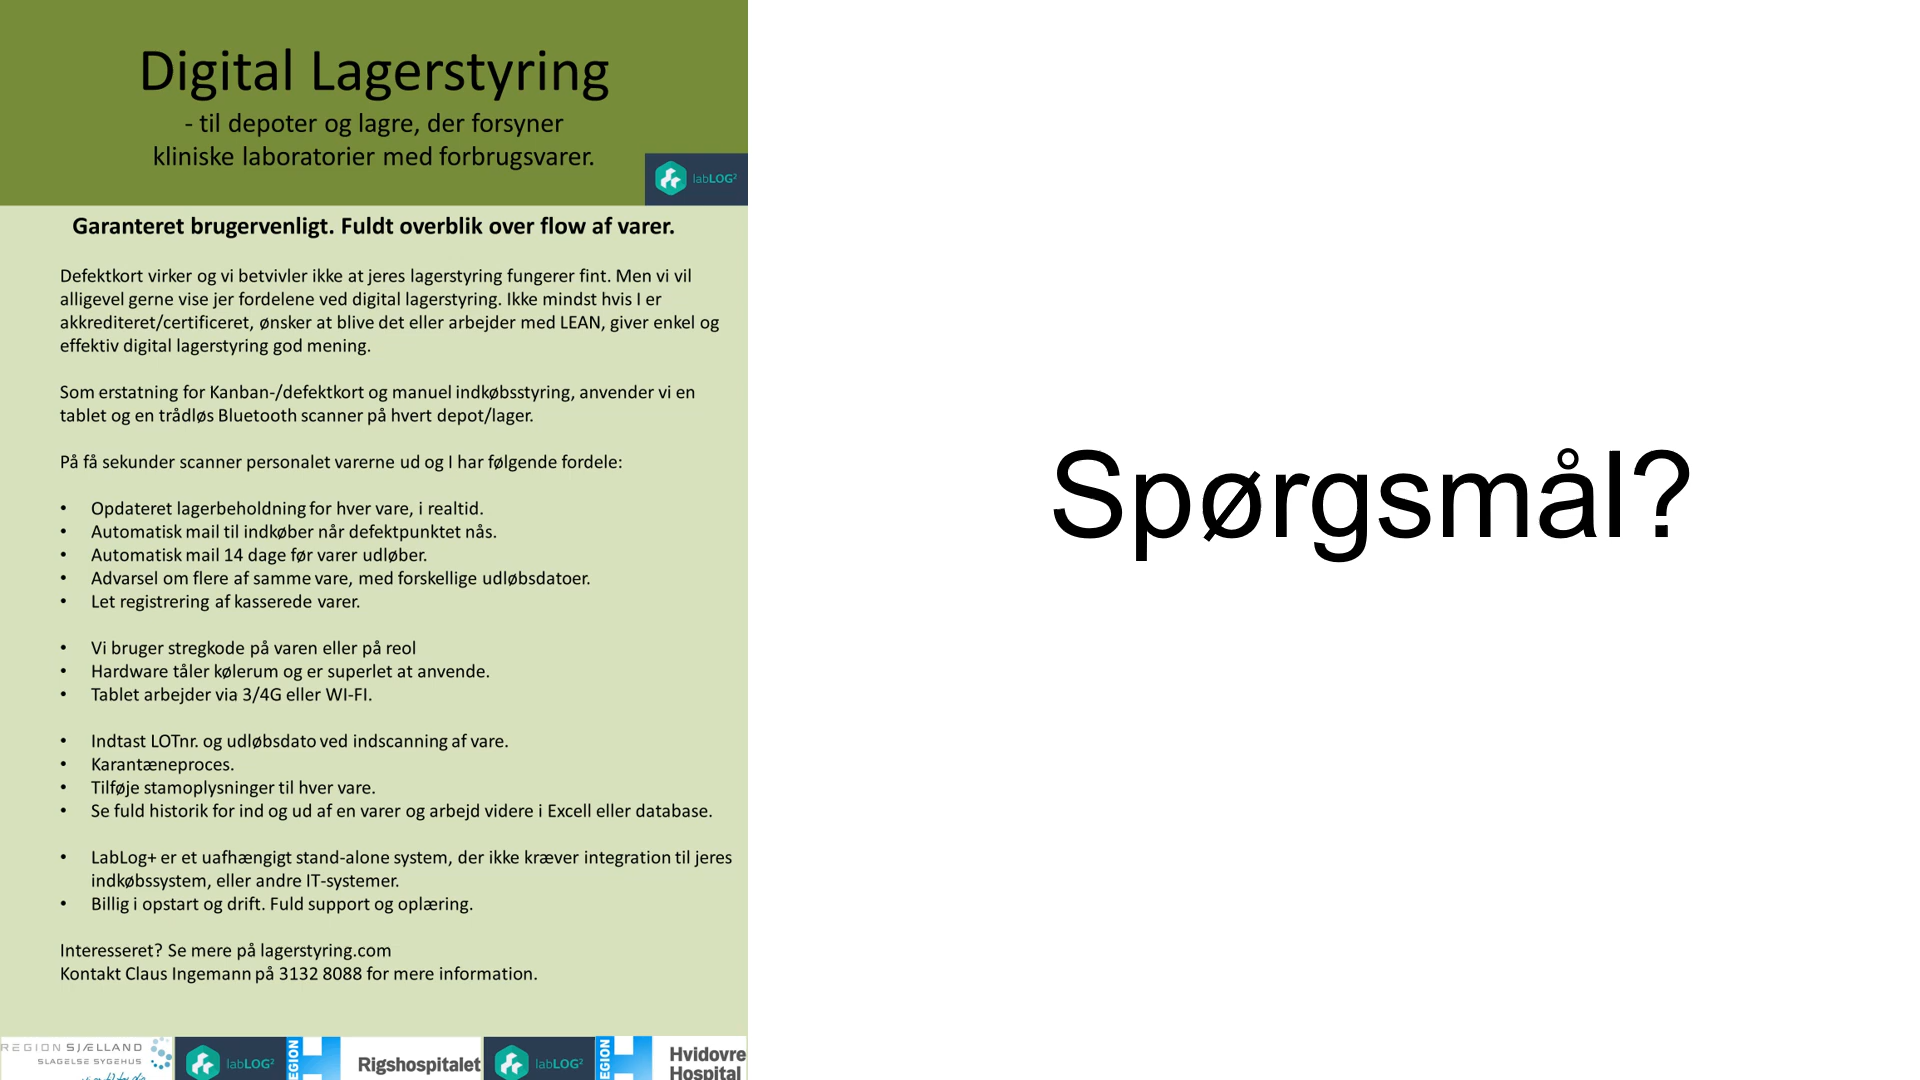 Digital Lagerstyring
- til depoter og lagre, der forsyner
kliniske laboratorier med forbrugsvarer.
labLOG²
Garanteret brugervenligt. Fuldt overblik over flow af varer.
Defektkort virker og vi betvivler ikke at jeres lagerstyring fungerer fint. Men vi vil
alligevel gerne vise jer fordelene ved digital lagerstyring. Ikke mindst hvis I er
akkrediteret/certificeret, ønsker at blive det eller arbejder med LEAN, giver enkel og
effektiv digital lagerstyring god mening.
Som erstatning for Kanban-/defektkort og manuel indkøbsstyring, anvender vi en
tablet og en trådløs Bluetooth scanner på hvert depot/lager.
På få sekunder scanner personalet varerne ud og I har følgende fordele:
• Opdateret lagerbeholdning for hver vare, i realtid.
• Automatisk mail til indkøber når defektpunktet nås.
• Automatisk mail 14 dage før varer udløber.
• Advarsel om flere af samme vare, med forskellige udløbsdatoer.
• Let registrering af kasserede varer.
• Vi bruger stregkode på varen eller på reol
• Hardware tåler kølerum og er superlet at anvende.
• Tablet arbejder via 3/4G eller WI-FI.
• Indtast LOTnr. og udløbsdato ved indscanning af vare.
• Karantæneproces.
• Tilføje stamoplysninger til hver vare.
• Se fuld historik for ind og ud af en varer og arbejd videre i Excell eller database.
• LabLog+ er et uafhængigt stand-alone system, der ikke kræver integration til jeres
indkøbssystem, eller andre IT-systemer.
• Billig i opstart og drift. Fuld support og oplæring.
Interesseret? Se mere på lagerstyring.com
Kontakt Claus Ingemann på 3132 8088 for mere information.
REGION SJÆLLAND
SLAGELSE SYGEHUS
labLOG²
EGION
Rigshospitalet
labLOG²
EGION
Hvidovre
Hospital
Spørgsmål?